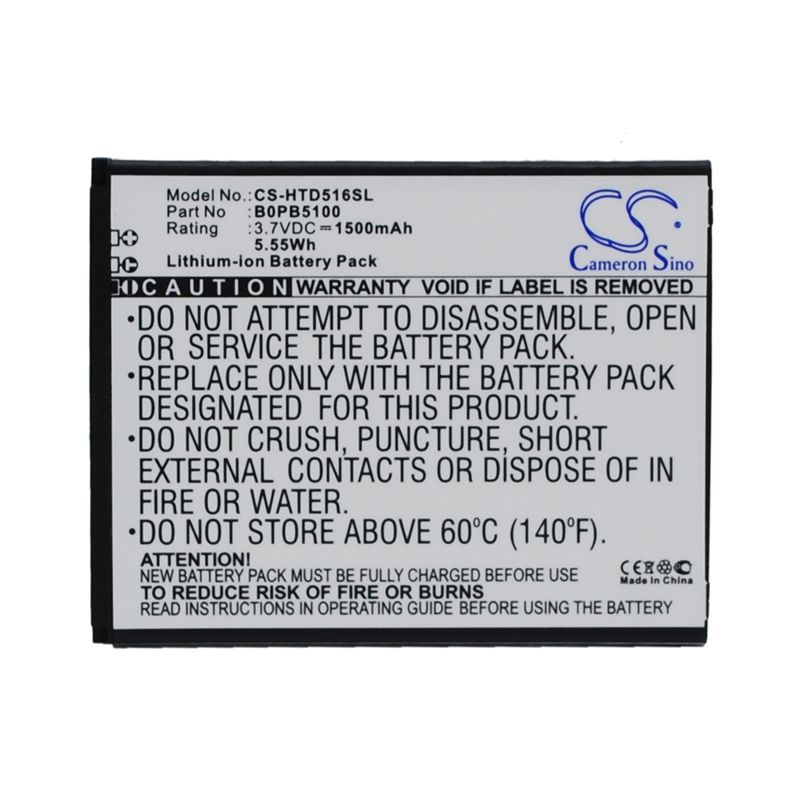 Model No.: CS-HTD516SL
Part No: B0PB5100
Rating: 3.7VDC⎓1500mAh
5.55Wh
Lithium-ion Battery Pack
CS
Cameron Sino
CAUTION WARRANTY VOID IF LABEL IS REMOVED
•DO NOT ATTEMPT TO DISASSEMBLE, OPEN
OR SERVICE THE BATTERY PACK.
•REPLACE ONLY WITH THE BATTERY PACK
DESIGNATED FOR THIS PRODUCT.
•DO NOT CRUSH, PUNCTURE, SHORT
EXTERNAL CONTACTS OR DISPOSE OF
IN FIRE OR WATER.
•DO NOT STORE ABOVE 60°C (140°F).
ATTENTION!
NEW BATTERY PACK MUST BE FULLY CHARGED BEFORE USE
TO REDUCE RISK OF FIRE OR BURNS
READ INSTRUCTIONS IN OPERATING GUIDE BEFORE USING THIS BATTERY.
CE
Made In China